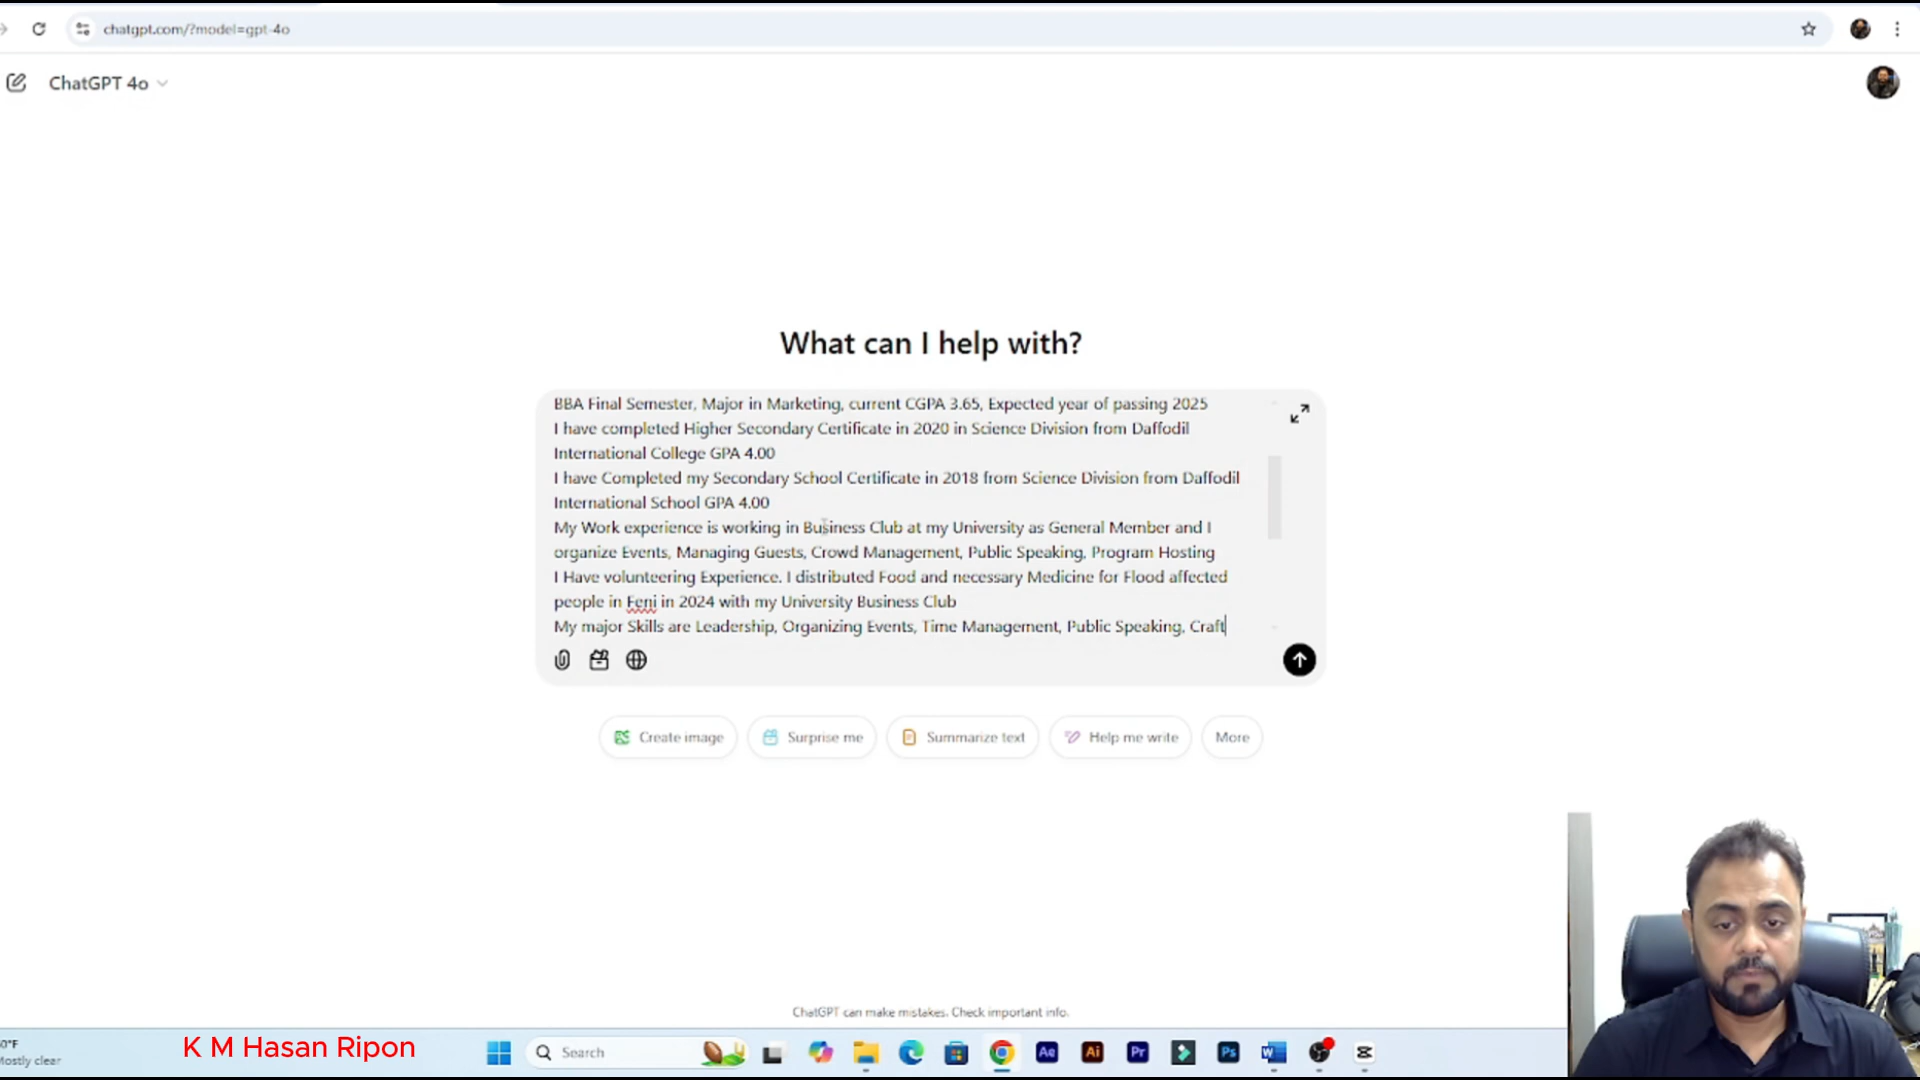 chatgpt.com/?model=gpt-4o
ChatGPT 4o
What can I help with?
BBA Final Semester, Major in Marketing, current CGPA 3.65, Expected year of passing 2025
I have completed Higher Secondary Certificate in 2020 in Science Division from Daffodil
International College GPA 4.00
I have Completed my Secondary School Certificate in 2018 from Science Division from Daffodil
International School GPA 4.00
My Work experience is working in Business Club at my University as General Member and I
organize Events, Managing Guests, Crowd Management, Public Speaking, Program Hosting
I Have volunteering Experience. I distributed Food and necessary Medicine for Flood affected
people in Feni in 2024 with my University Business Club
My major Skills are Leadership, Organizing Events, Time Management, Public Speaking, Craft
Create image
Surprise me
Summarize text
Help me write
More
ChatGPT can make mistakes. Check important info.
0°F
Mostly clear
K M Hasan Ripon
Search
Ae
Ai
Pr
Ps
W